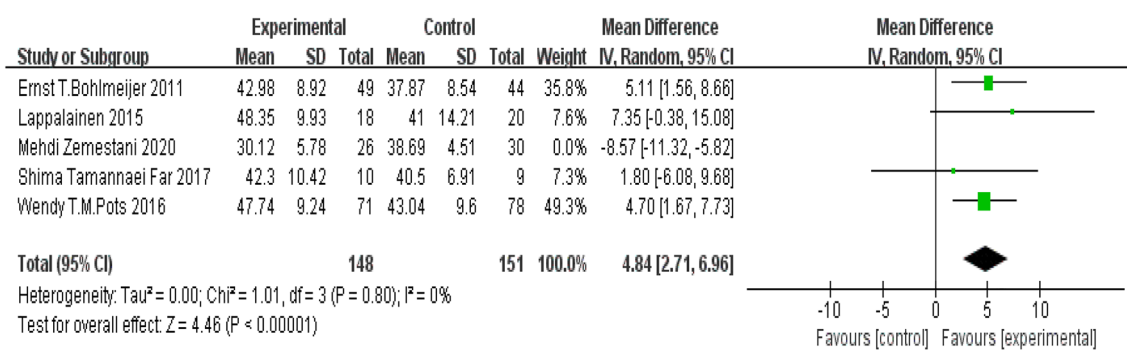 Experimental Control Mean Difference Mean Difference
Study or Subgroup Mean SD Total Mean SD Total Weight IV, Random, 95% CI IV, Random, 95% CI
Ernst T.Bohlmeijer 2011 42.98 8.92 49 37.87 8.54 44 35.8% 5.11 [1.56, 8.66]
Lappalainen 2015 48.35 9.93 18 41 14.21 20 7.6% 7.35 [-0.38, 15.08]
Mehdi Zemestani 2020 30.12 5.78 26 38.69 4.51 30 0.0% -8.57 [-11.32, -5.82]
Shima Tamannaei Far 2017 42.3 10.42 10 40.5 6.91 9 7.3% 1.80 [-6.08, 9.68]
Wendy T.M.Pots 2016 47.74 9.24 71 43.04 9.6 78 49.3% 4.70 [1.67, 7.73]
Total (95% CI) 148 151 100.0% 4.84 [2.71, 6.96]
Heterogeneity: Tau² = 0.00; Chi² = 1.01, df = 3 (P = 0.80); I² = 0%
Test for overall effect: Z = 4.46 (P < 0.00001)
-10 -5 0 5 10
Favours [control] Favours [experimental]